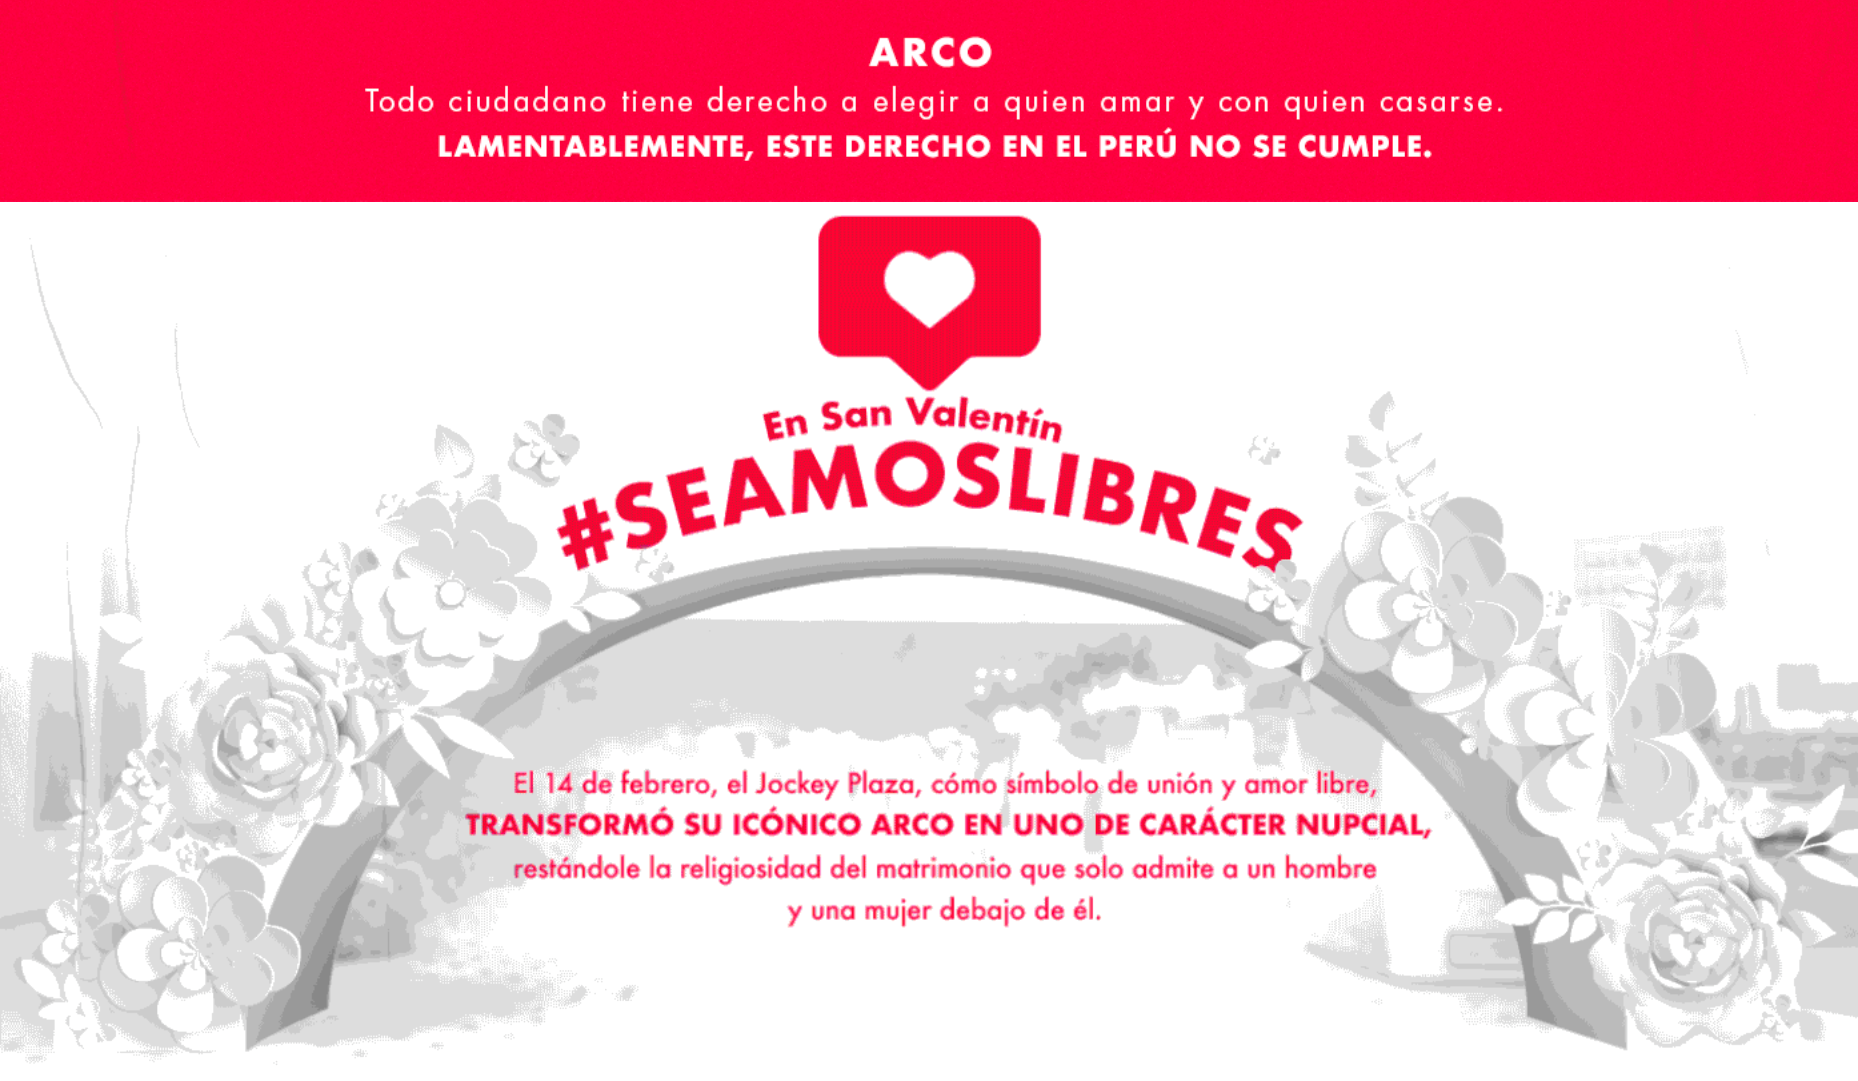 ARCO
Todo ciudadano tiene derecho a elegir a quien amar y con quien casarse.
LAMENTABLEMENTE, ESTE DERECHO EN EL PERÚ NO SE CUMPLE.
En San Valentín
#SEAMOSLIBRES
El 14 de febrero, el Jockey Plaza, cómo símbolo de unión y amor libre,
TRANSFORMÓ SU ICÓNICO ARCO EN UNO DE CARÁCTER NUPCIAL,
restándole la religiosidad del matrimonio que solo admite a un hombre
y una mujer debajo de él.